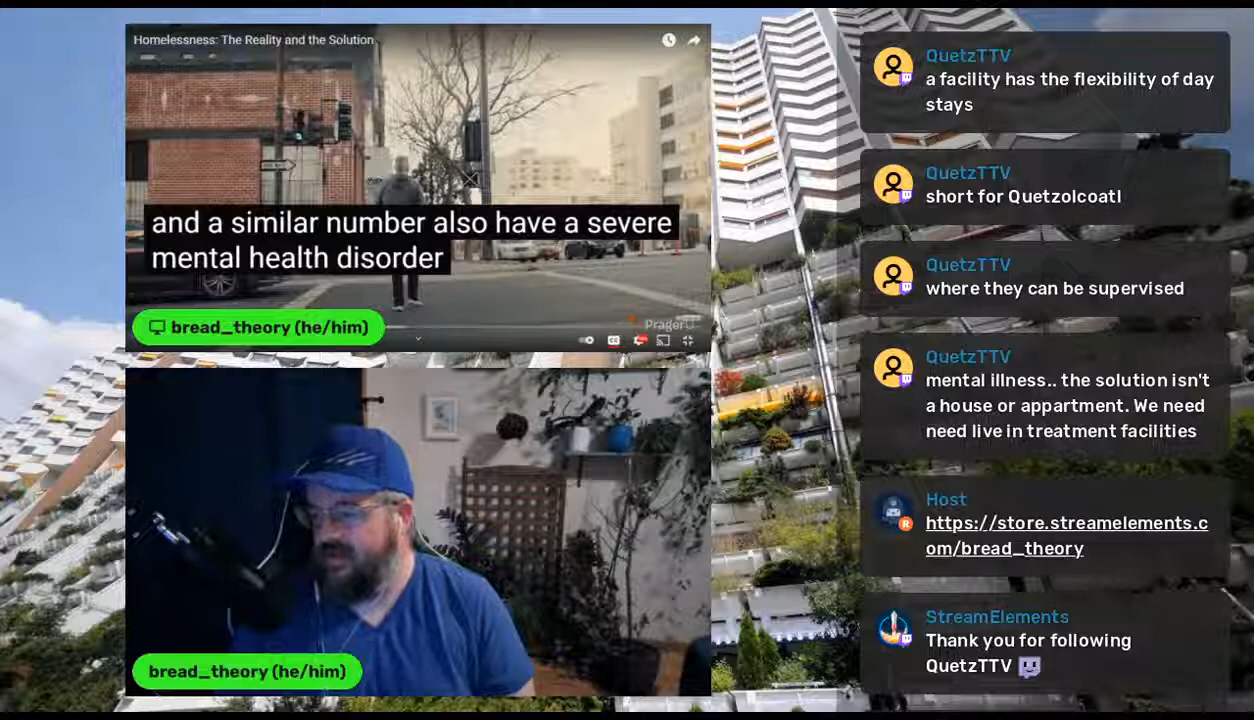 Homelessness: The Reality and the Solution
and a similar number also have a severe
mental health disorder
bread_theory (he/him)
PragerU
CC
bread_theory (he/him)
QuetzTTV
a facility has the flexibility of day
stays
QuetzTTV
short for Quetzolcoatl
QuetzTTV
where they can be supervised
QuetzTTV
mental illness.. the solution isn't
a house or appartment. We need
need live in treatment facilities
Host
https://store.streamelements.c
om/bread_theory
StreamElements
Thank you for following
QuetzTTV